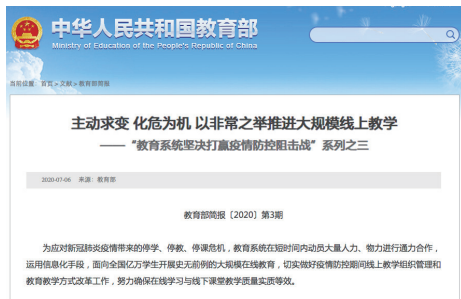 中华人民共和国教育部
Ministry of Education of the People's Republic of China
当前位置：首页 > 文献 > 教育部简报
主动求变 化危为机 以非常之举推进大规模线上教学
——“教育系统坚决打赢疫情防控阻击战”系列之三
2020-07-06 来源：教育部
教育部简报〔2020〕第3期
为应对新冠肺炎疫情带来的停学、停教、停课危机，教育系统在短时间内动员大量人力、物力进行通力合作，
运用信息化手段，面向全国亿万学生开展史无前例的大规模在线教育，切实做好疫情防控期间线上教学组织管理和
教育教学方式改革工作，努力确保在线学习与线下课堂教学质量实质等效。